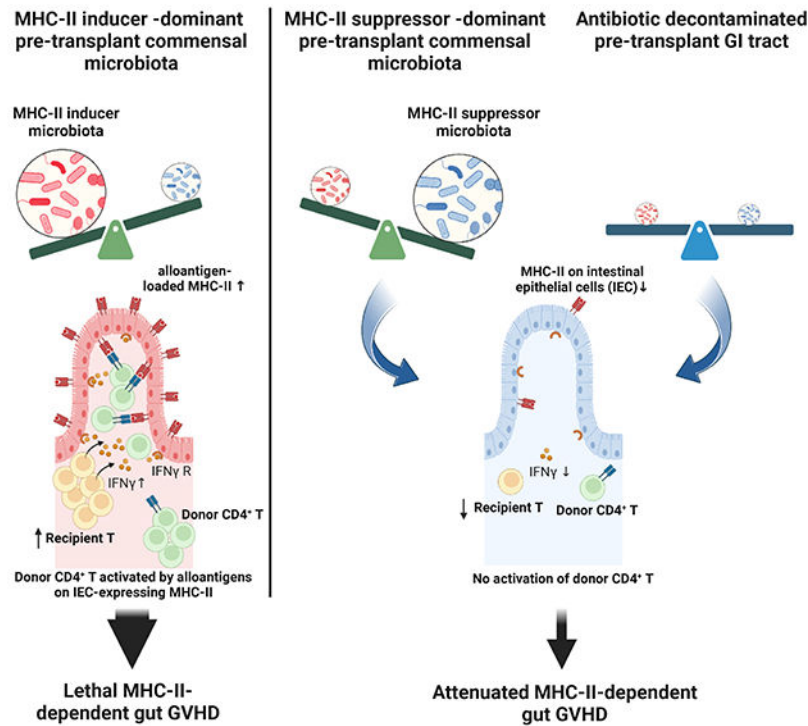 MHC-II inducer -dominant
pre-transplant commensal
microbiota
MHC-II inducer
microbiota
alloantigen-
loaded MHC-II ↑
IFNγ R
IFNγ↑
Donor CD4⁺ T
↑ Recipient T
Donor CD4⁺ T activated by alloantigens
on IEC-expressing MHC-II
Lethal MHC-II-
dependent gut GVHD
MHC-II suppressor -dominant
pre-transplant commensal
microbiota
Antibiotic decontaminated
pre-transplant GI tract
MHC-II suppressor
microbiota
MHC-II on intestinal
epithelial cells (IEC)↓
IFNγ ↓
↓ Recipient T
Donor CD4⁺ T
No activation of donor CD4⁺ T
Attenuated MHC-II-dependent
gut GVHD